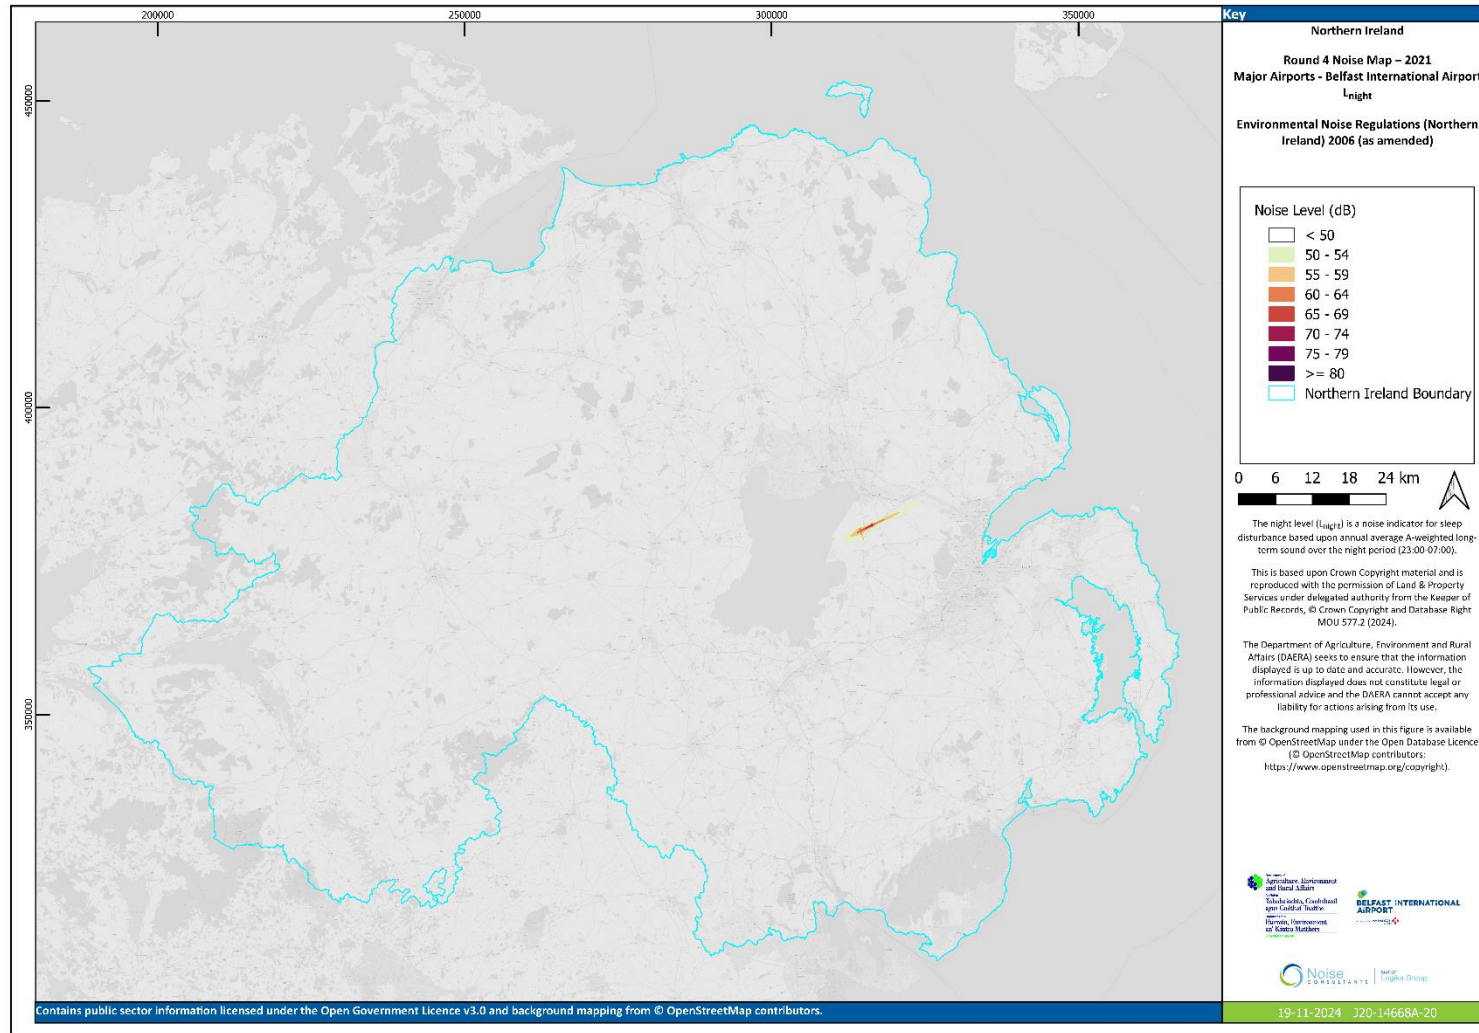 200000
250000
300000
350000
450000
400000
350000
Key
Northern Ireland
Round 4 Noise Map – 2021
Major Airports - Belfast International Airport
Lnight
Environmental Noise Regulations (Northern
Ireland) 2006 (as amended)
Noise Level (dB)
< 50
50 - 54
55 - 59
60 - 64
65 - 69
70 - 74
75 - 79
>= 80
Northern Ireland Boundary
0 6 12 18 24 km
The night level (Lnight) is a noise indicator for sleep
disturbance based upon annual average A-weighted long-
term sound over the night period (23:00-07:00).
This is based upon Crown Copyright material and is
reproduced with the permission of Land & Property
Services under delegated authority from the Keeper of
Public Records, © Crown Copyright and Database Right
MOU 577.2 (2024).
The Department of Agriculture, Environment and Rural
Affairs (DAERA) seeks to ensure that the information
displayed is up to date and accurate. However, the
information displayed does not constitute legal or
professional advice and the DAERA cannot accept any
liability for actions arising from its use.
The background mapping used in this figure is available
from © OpenStreetMap under the Open Database Licence
(© OpenStreetMap contributors:
https://www.openstreetmap.org/copyright).
Agriculture, Environment
and Rural Affairs
BELFAST INTERNATIONAL
AIRPORT
Noise
CONSULTANTS
PART OF
Logika Group
Contains public sector information licensed under the Open Government Licence v3.0 and background mapping from © OpenStreetMap contributors.
19-11-2024 J20-14668A-20